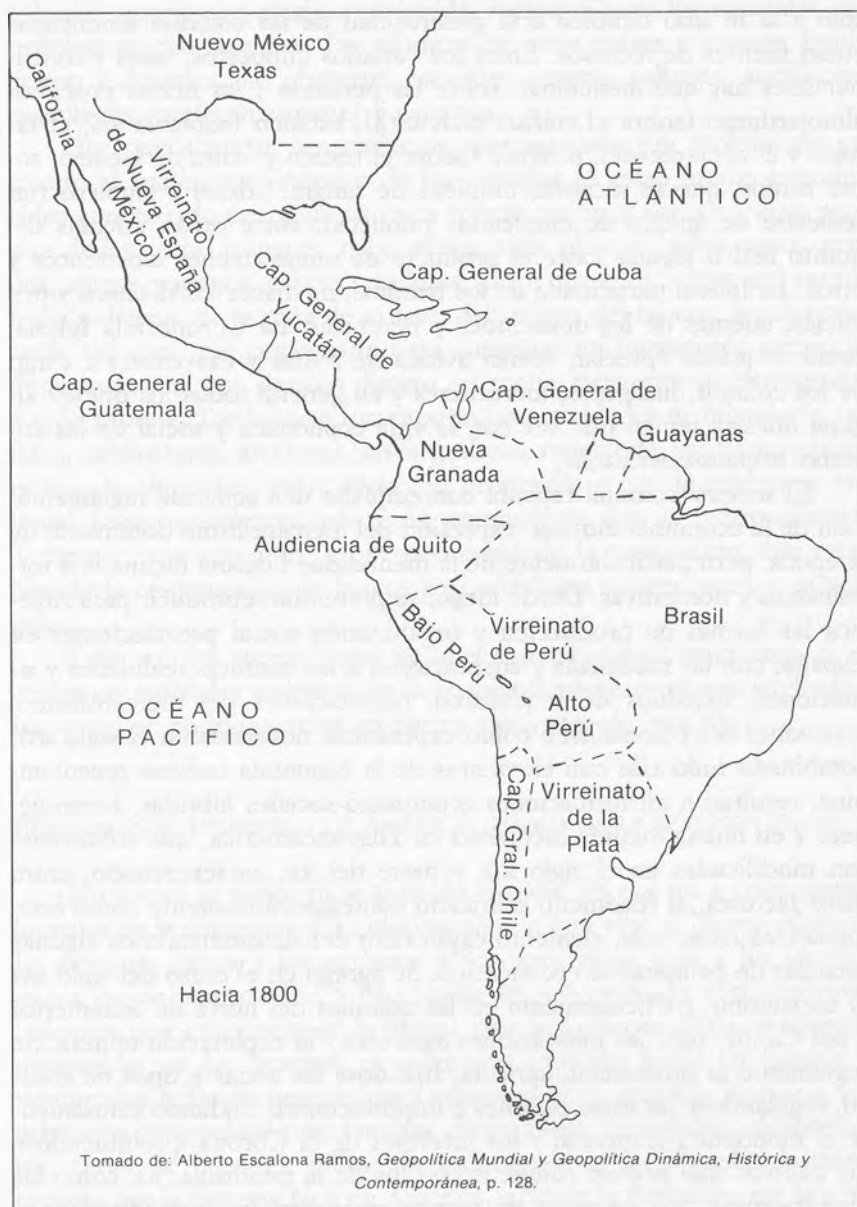 Nuevo México
Texas
California
Virreinato
de Nueva España
(México)
OCÉANO
ATLÁNTICO
Cap. General de Cuba
Cap. General de
Yucatán
Cap. General de
Guatemala
Cap. General de
Venezuela
Guayanas
Nueva
Granada
Audiencia de Quito
Brasil
Bajo Perú
Virreinato
de Perú
OCÉANO
PACÍFICO
Alto
Perú
Virreinato
de la
Plata
Cap. Gral. Chile
Hacia 1800
Tomado de: Alberto Escalona Ramos, Geopolítica Mundial y Geopolítica Dinámica, Histórica y
Contemporánea, p. 128.